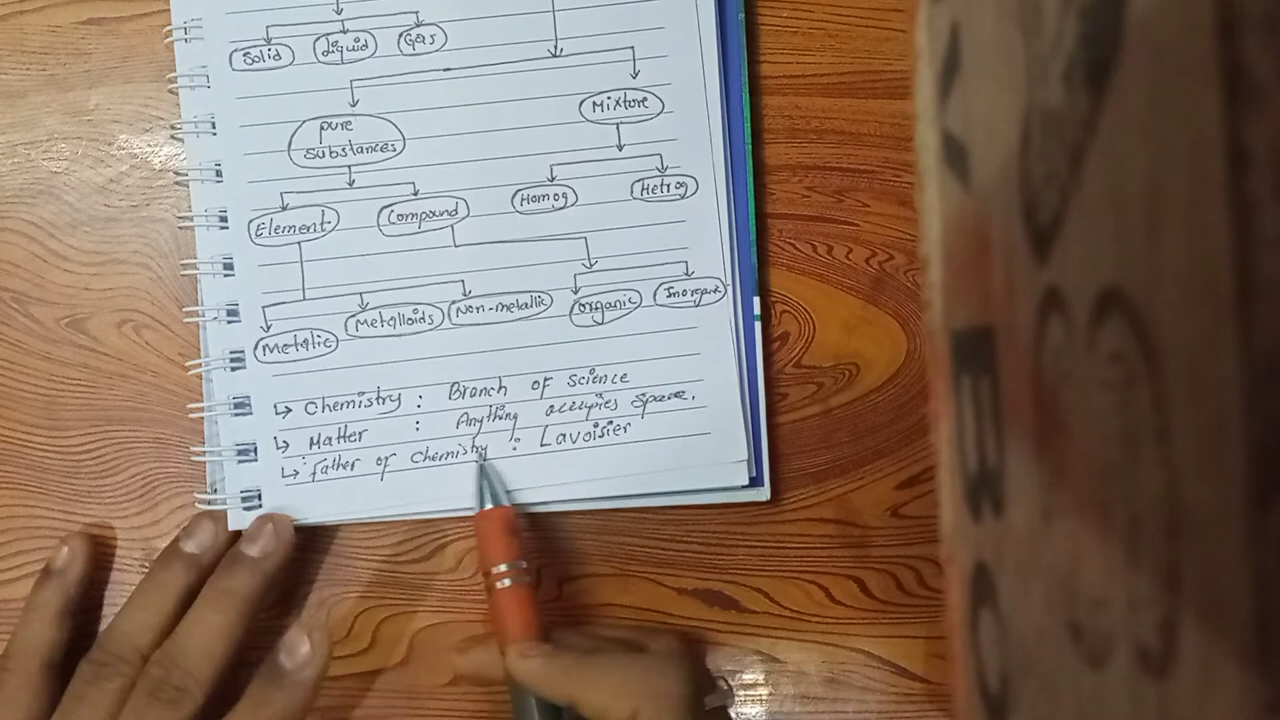 Solid Liquid Gas
Mixtore
pure
substances
Homog Hetrog
Element Compound
Metallic Metalloids Non-metallic organic Inorganic
↳ Chemistry : Branch of science
↳ Matter : Anything occupies space.
↳ Father of chemistry : Lavoisier